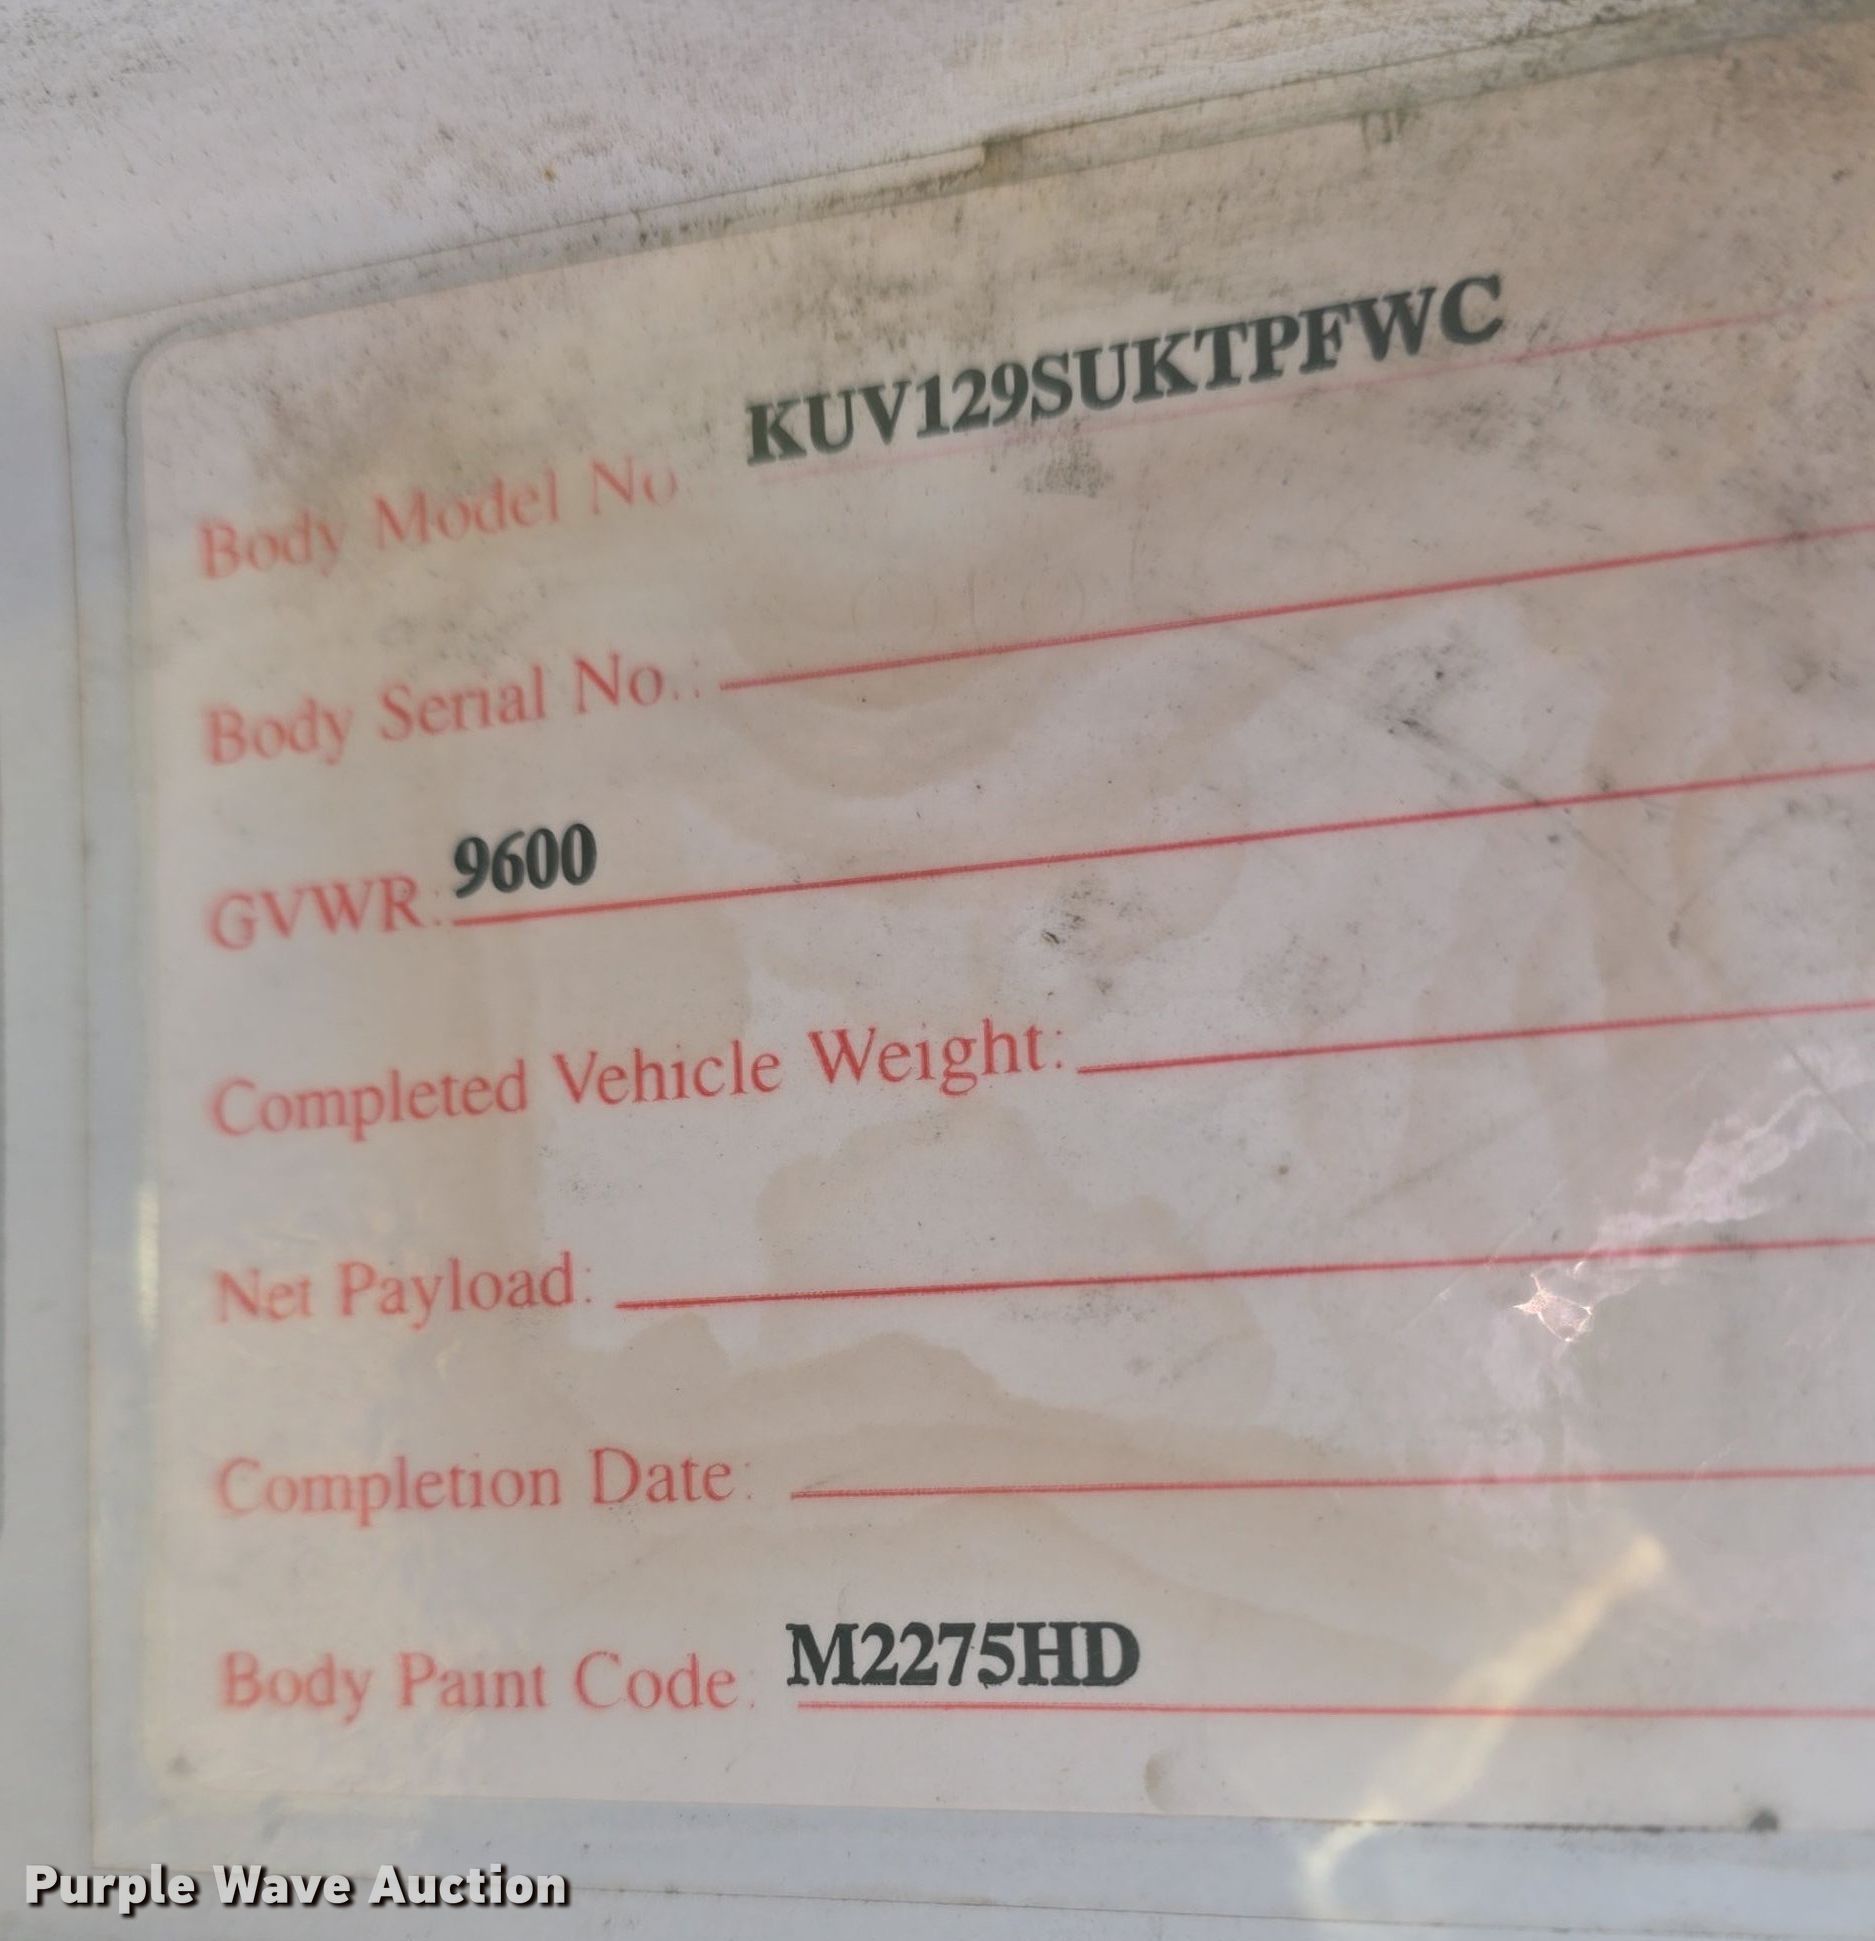 Body Model No. KUV129SUKTPFWC
Body Serial No.:
GVWR: 9600
Completed Vehicle Weight:
Net Payload:
Completion Date:
Body Paint Code: M2275HD
Purple Wave Auction